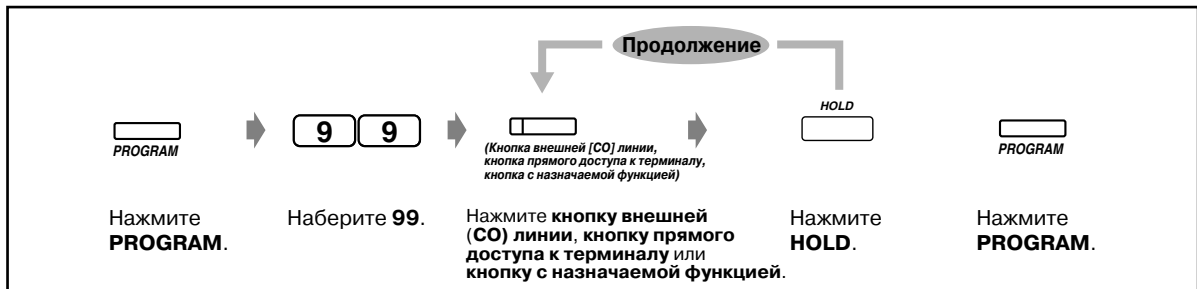 Продолжение
PROGRAM
9 9
(Кнопка внешней [CO] линии,
кнопка прямого доступа к терминалу,
кнопка с назначаемой функцией)
HOLD
PROGRAM
Нажмите
PROGRAM.
Наберите 99.
Нажмите кнопку внешней
(CO) линии, кнопку прямого
доступа к терминалу или
кнопку с назначаемой функцией.
Нажмите
HOLD.
Нажмите
PROGRAM.